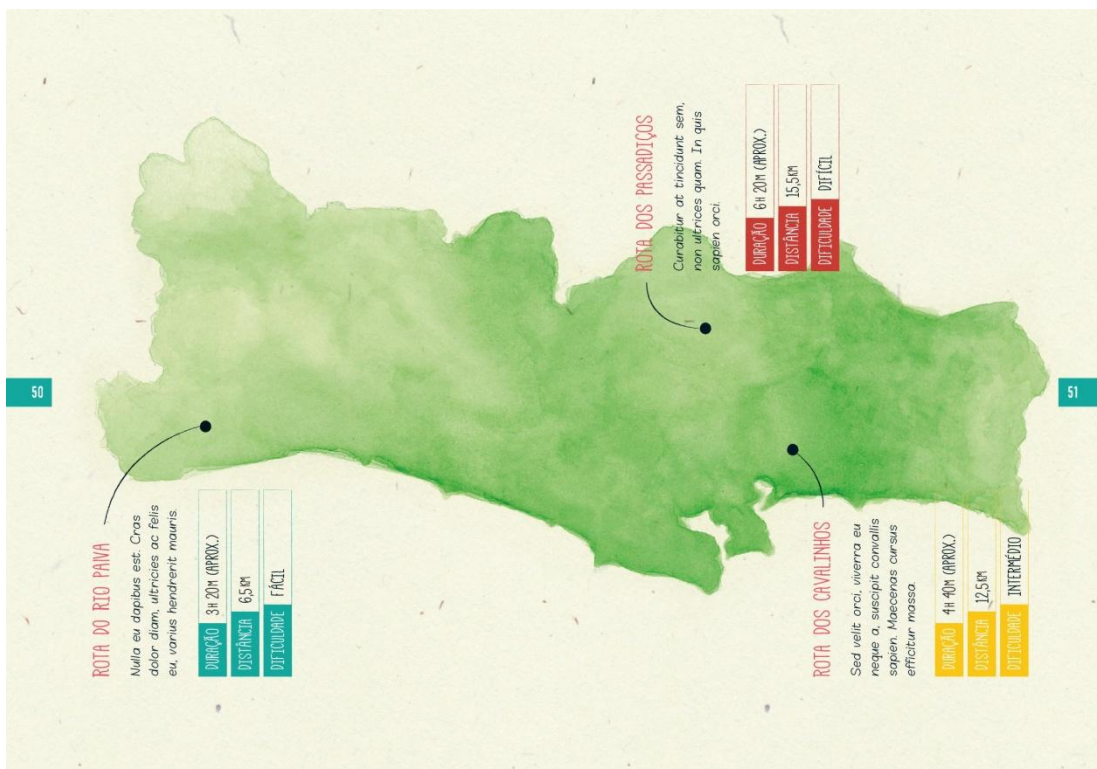 50
ROTA DO RIO PAIVA
Nulla eu dapibus est. Cras
dolor diam, ultricies ac felis
eu, varius hendrerit mauris.
DURAÇÃO 3H 20M (APROX.)
DISTÂNCIA 6,5KM
DIFICULDADE FÁCIL
ROTA DOS PASSADIÇOS
Curabitur at tincidunt sem,
non ultrices quam. In quis
sapien orci.
DURAÇÃO 6H 20M (APROX.)
DISTÂNCIA 15,5KM
DIFICULDADE DIFÍCIL
ROTA DOS CAVALINHOS
Sed velit orci, viverra eu
neque a, suscipit convallis
sapien. Maecenas cursus
efficitur massa.
DURAÇÃO 4H 40M (APROX.)
DISTÂNCIA 12,5KM
DIFICULDADE INTERMÉDIO
51